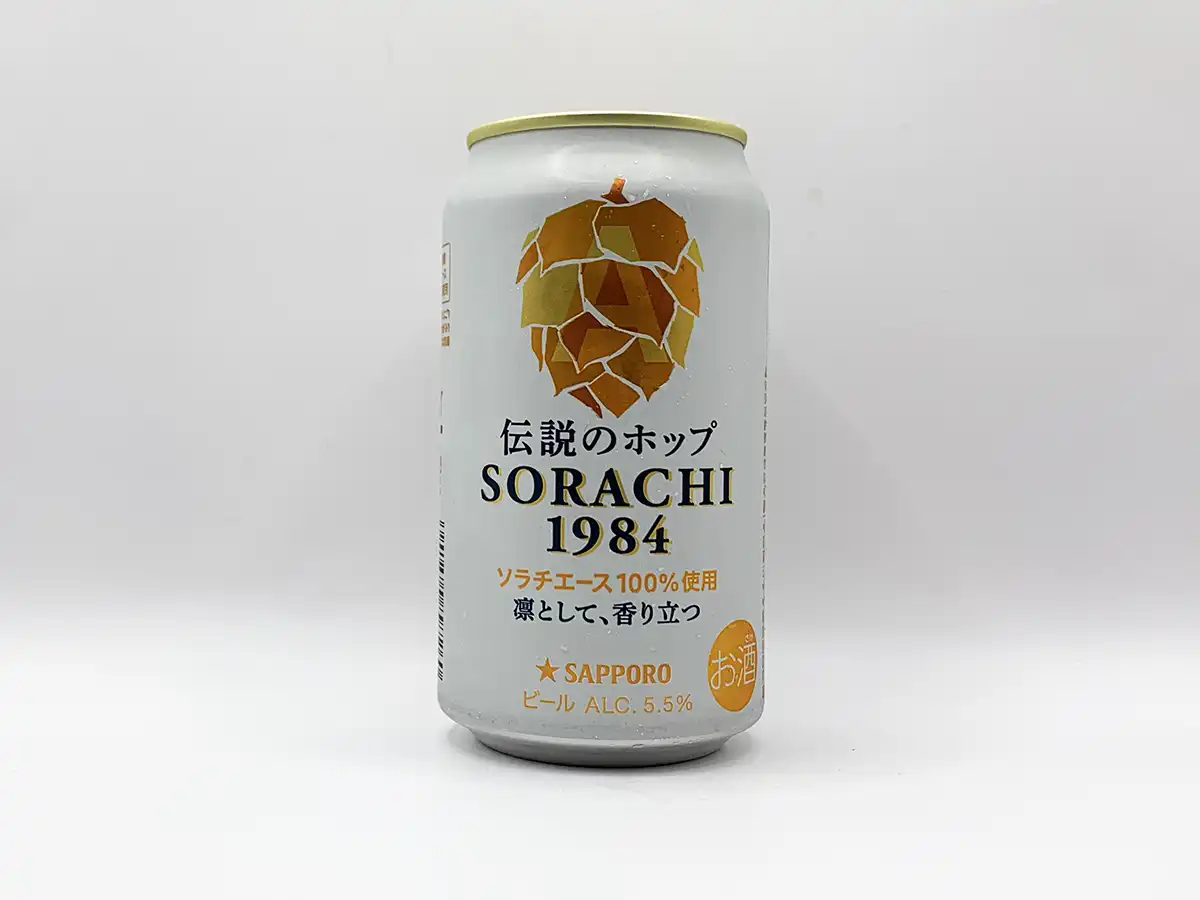 伝説のホップ
SORACHI
1984
ソラチエース100%使用
凛として、香り立つ
★SAPPORO
ビール ALC. 5.5%
お酒